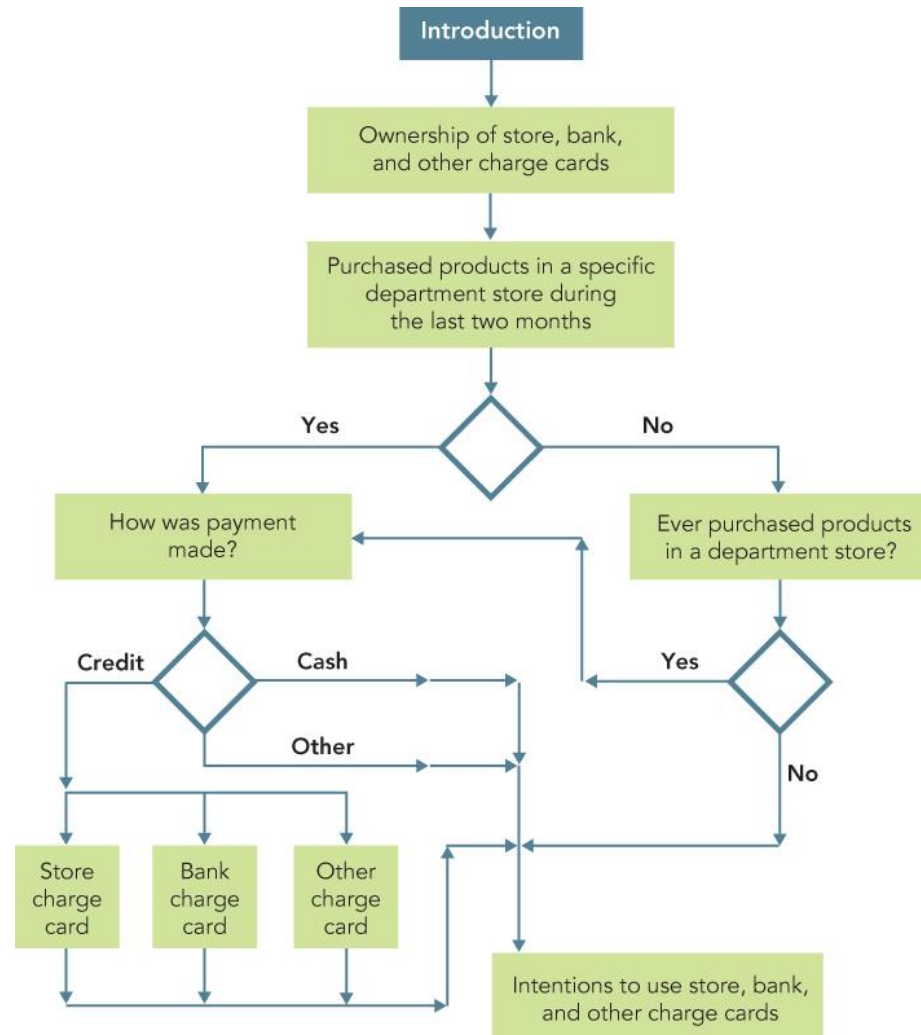 Introduction
Ownership of store, bank,
and other charge cards
Purchased products in a specific
department store during
the last two months
Yes
No
How was payment
made?
Ever purchased products
in a department store?
Credit
Cash
Yes
Other
No
Store
charge
card
Bank
charge
card
Other
charge
card
Intentions to use store, bank,
and other charge cards